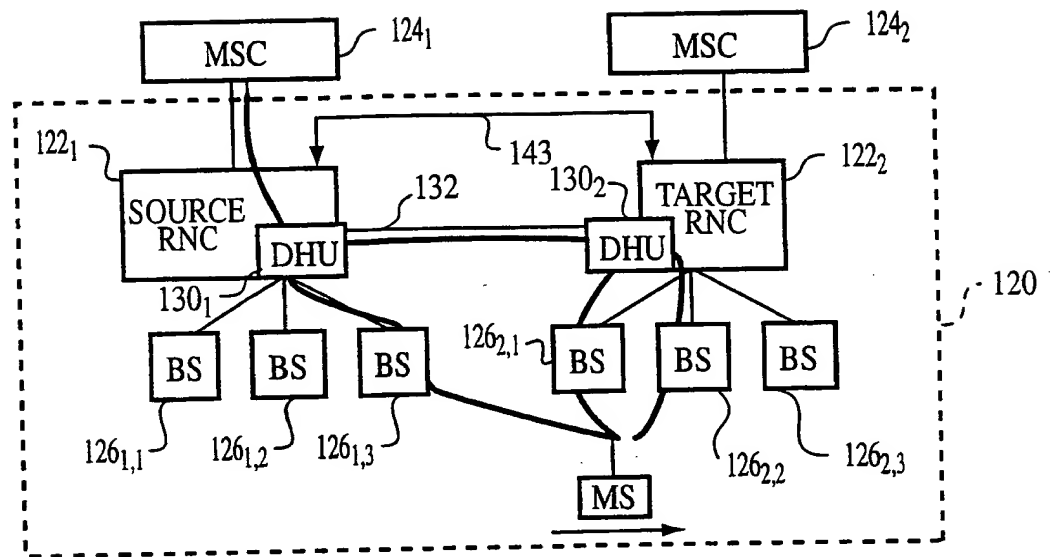 MSC
124₁
MSC
124₂
122₁
143
122₂
SOURCE
RNC
132
130₂
TARGET
RNC
DHU
DHU
130₁
120
126₂,₁
BS
BS
BS
BS
BS
BS
126₁,₁
126₁,₂
126₁,₃
126₂,₂
126₂,₃
MS